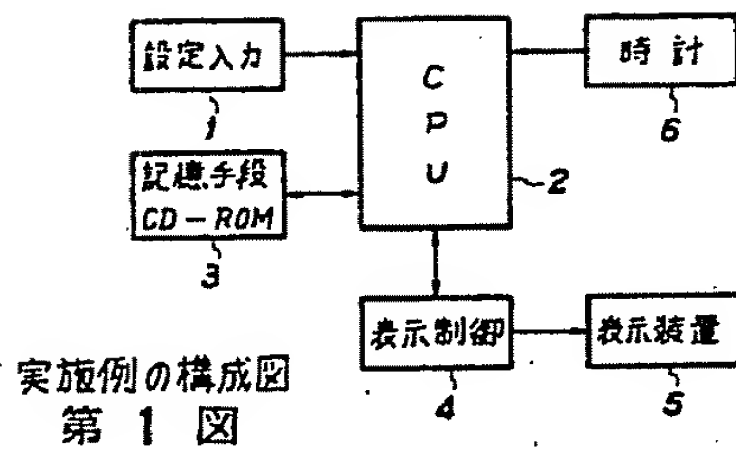 設定入力
1
記憶手段
CD-ROM
3
C
P
U
2
時計
6
表示制御
4
表示装置
5
実施例の構成図
第 1 図